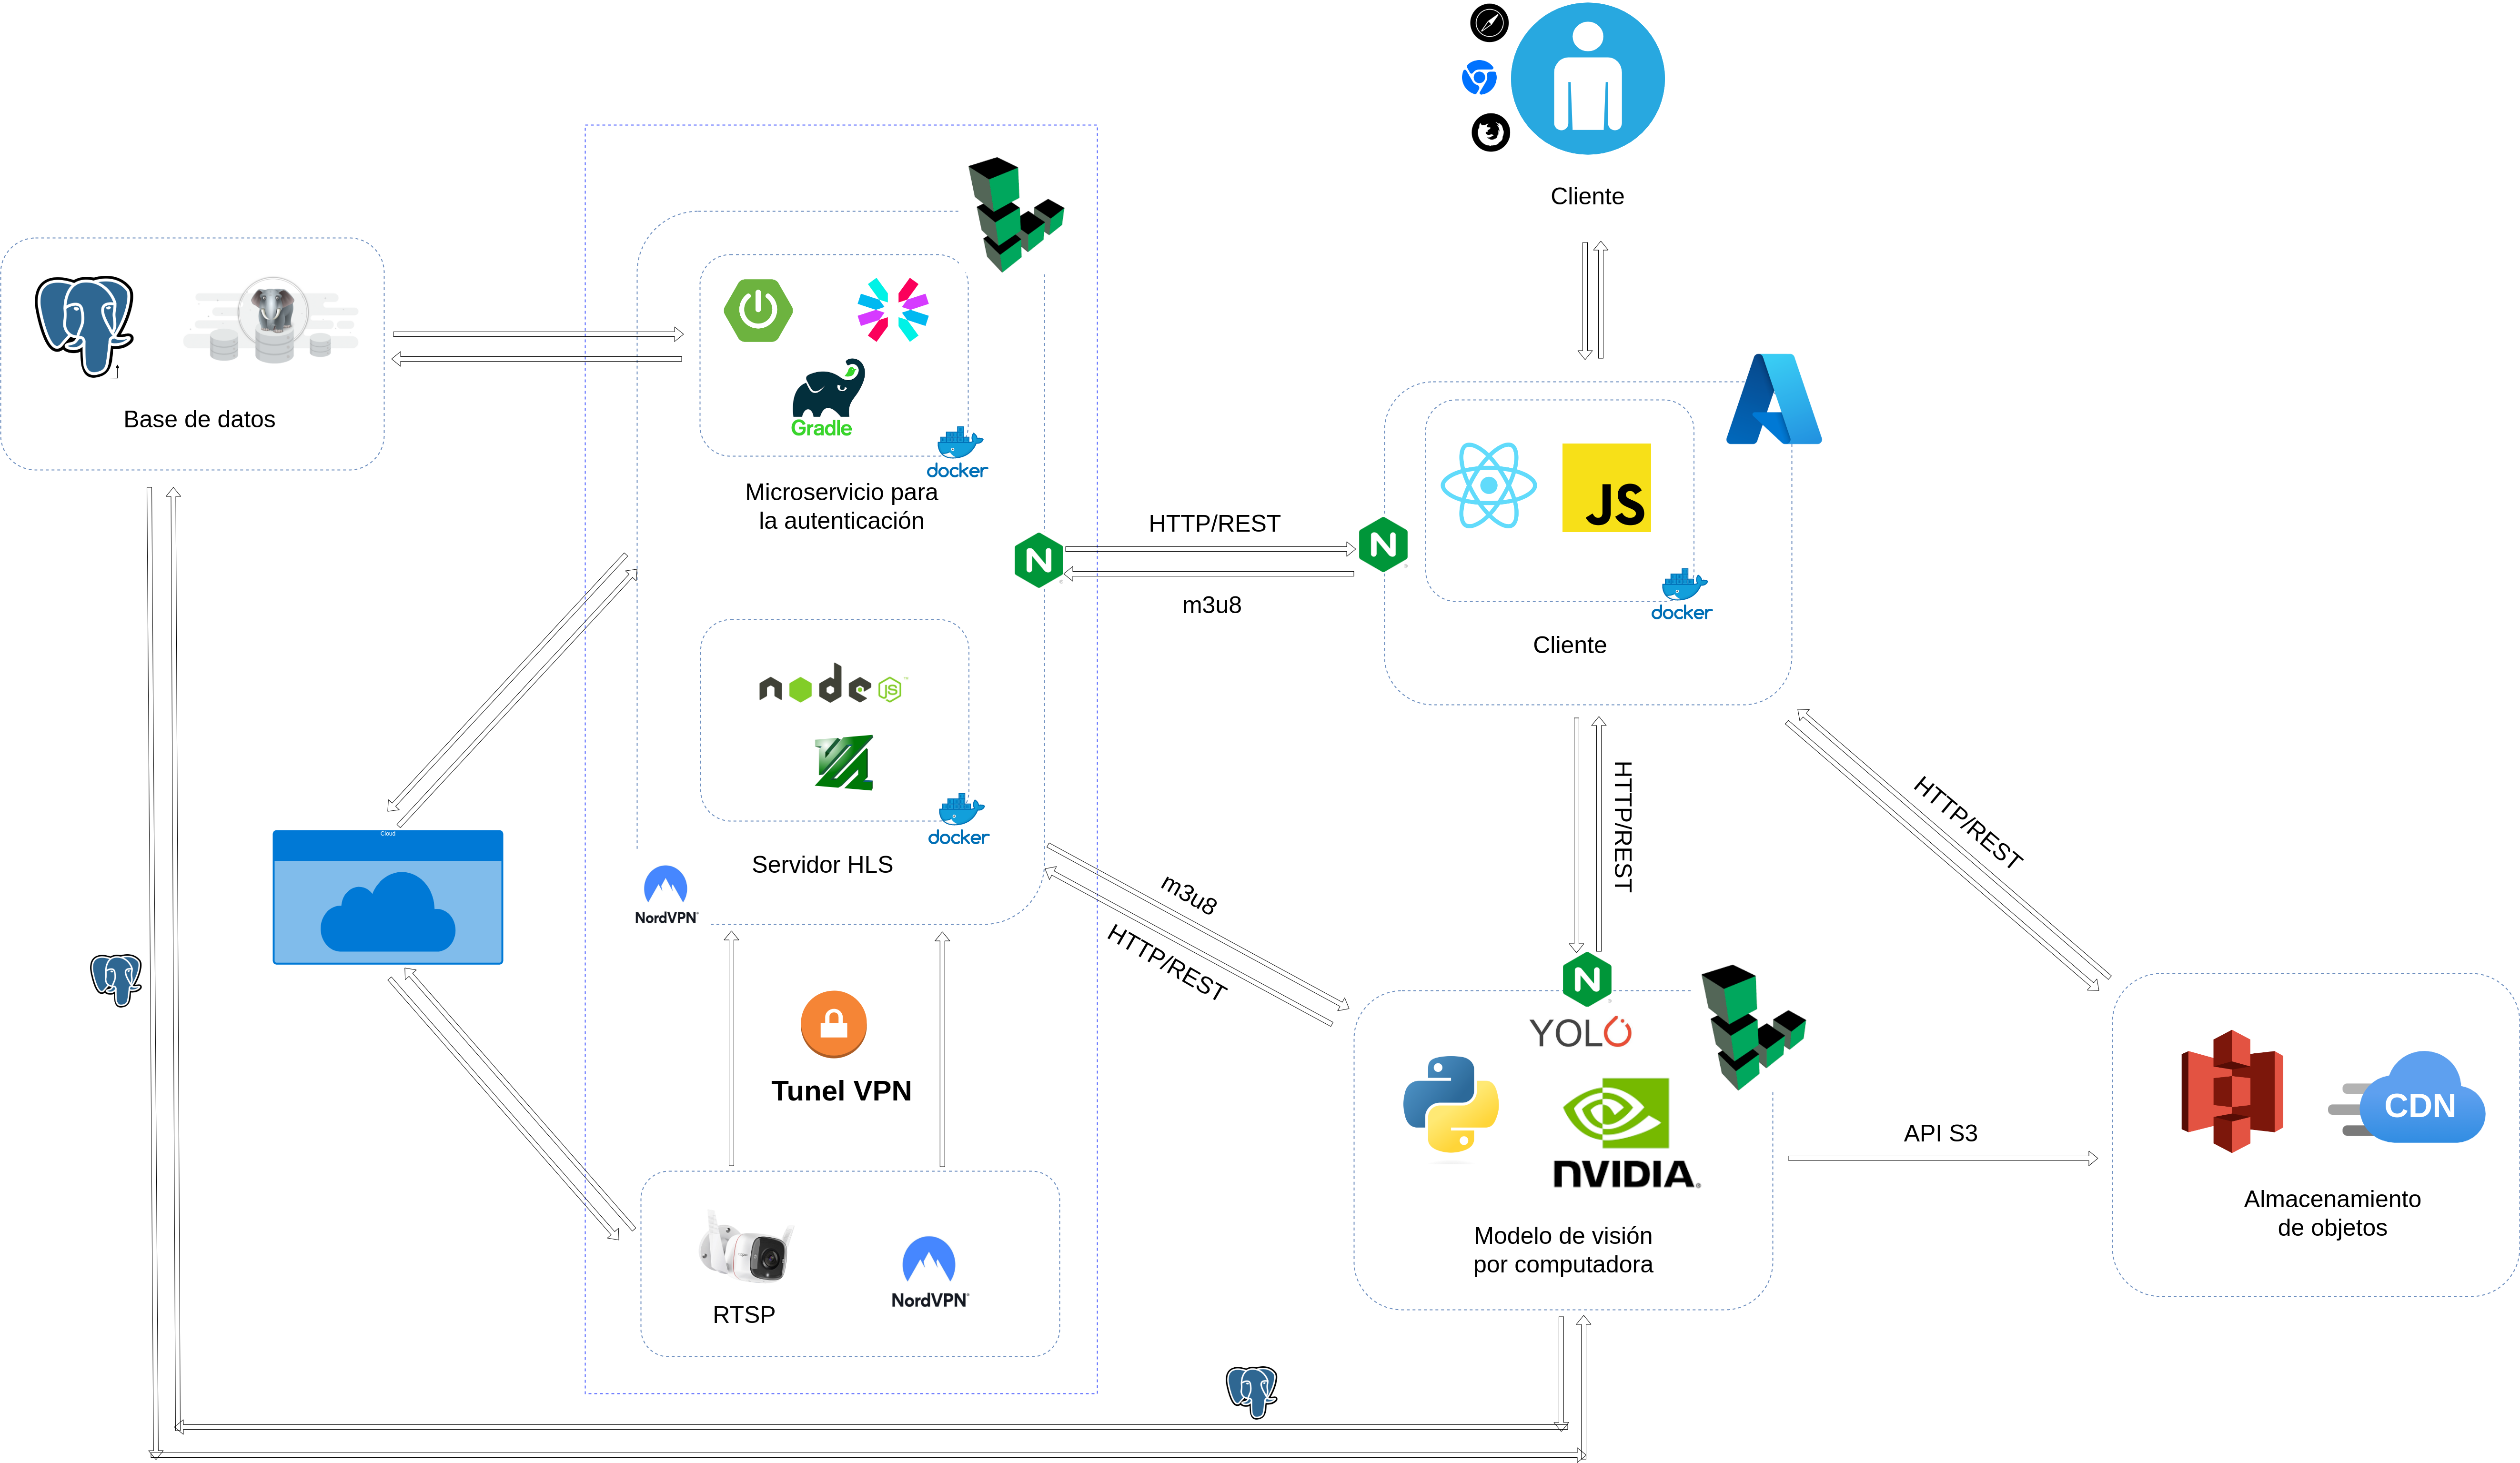 Cliente
Base de datos
Gradle
docker
Microservicio para
la autenticación
HTTP/REST
m3u8
JS
docker
Cliente
node
JS
docker
Servidor HLS
NordVPN
Cloud
HTTP/REST
HTTP/REST
m3u8
HTTP/REST
Tunel VPN
YOLO
NVIDIA
Modelo de visión
por computadora
API S3
CDN
Almacenamiento
de objetos
RTSP
NordVPN